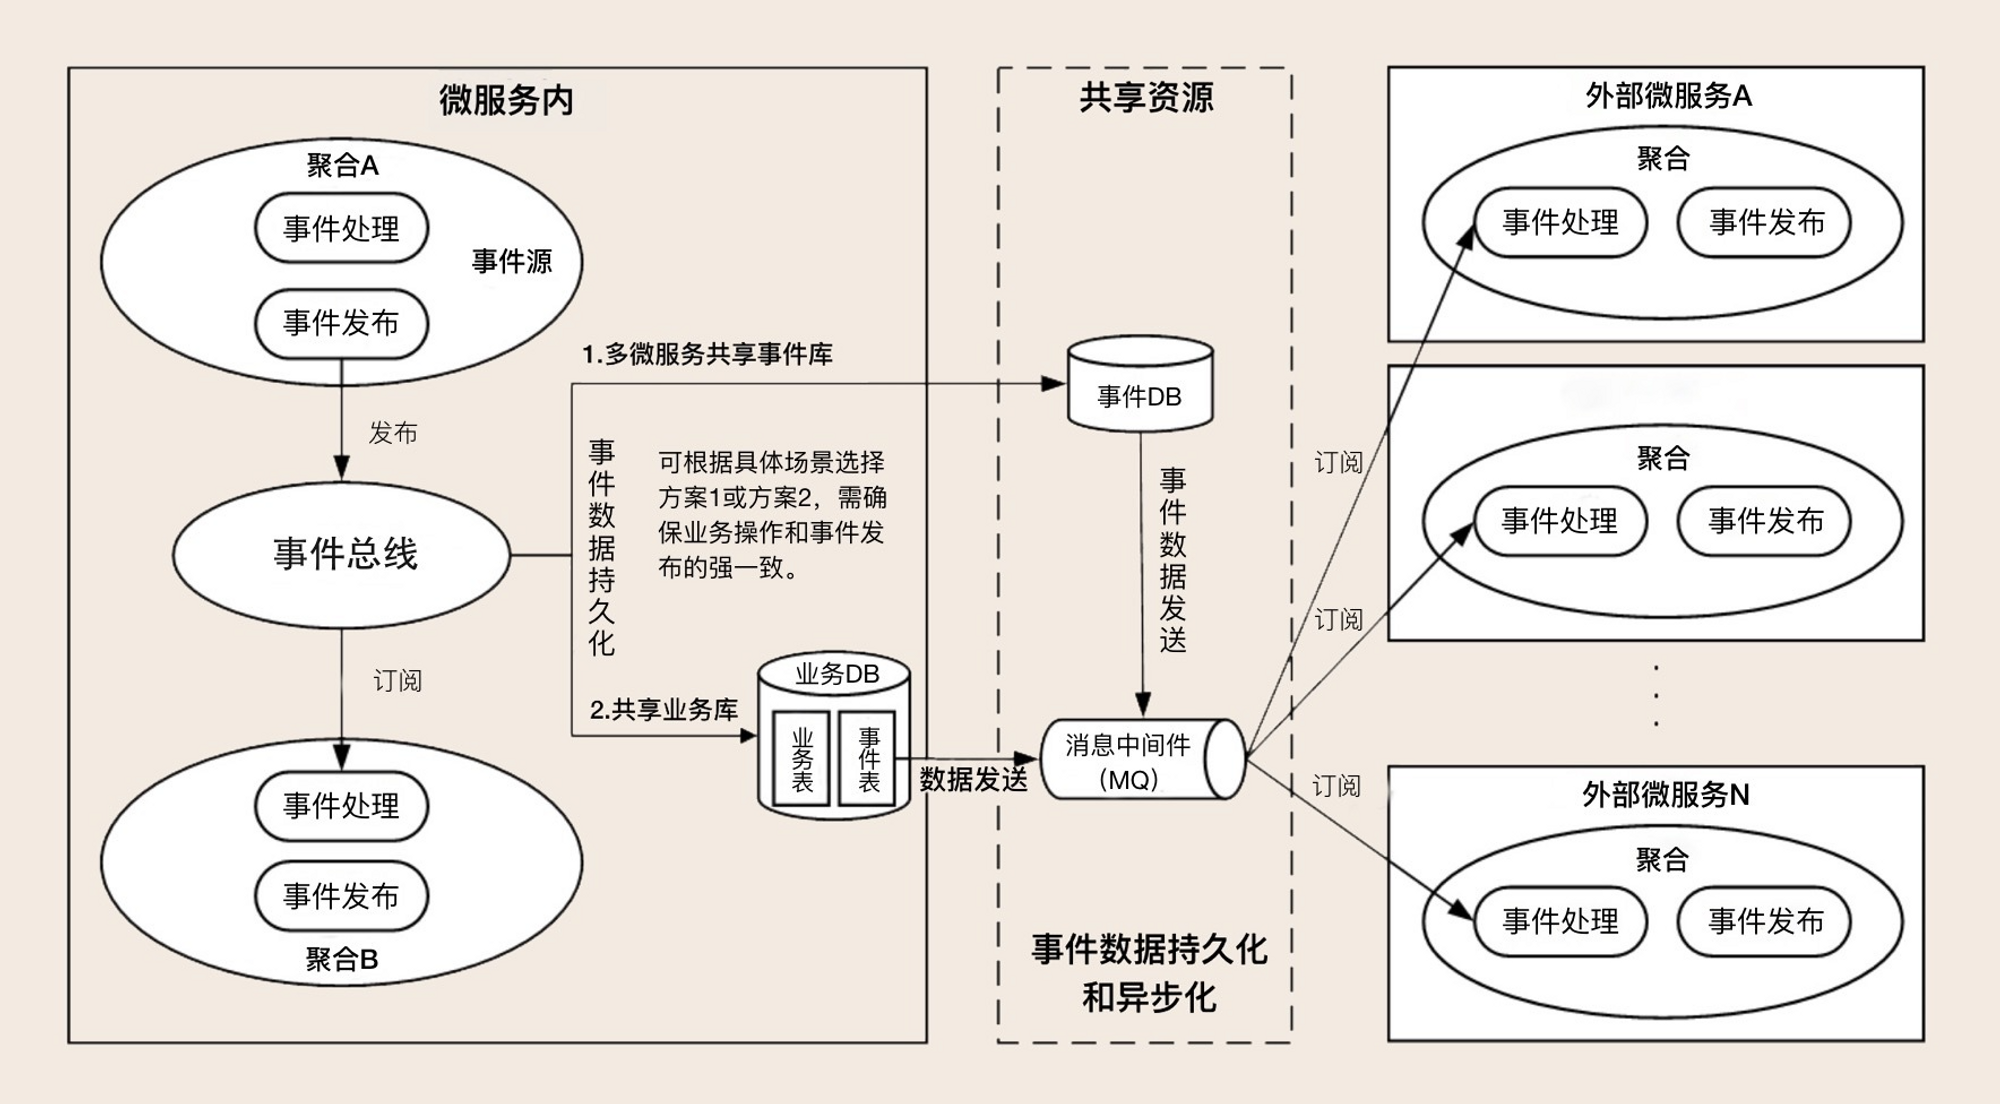 微服务内
聚合A
事件处理
事件源
事件发布
发布
事件总线
订阅
事件处理
事件发布
聚合B
1.多微服务共享事件库
事件数据持久化
可根据具体场景选择
方案1或方案2，需确
保业务操作和事件发
布的强一致。
2.共享业务库
业务DB
业务表
事件表
数据发送
共享资源
事件DB
事件数据发送
消息中间件
（MQ）
事件数据持久化
和异步化
订阅
订阅
订阅
外部微服务A
聚合
事件处理
事件发布
聚合
事件处理
事件发布
外部微服务N
聚合
事件处理
事件发布